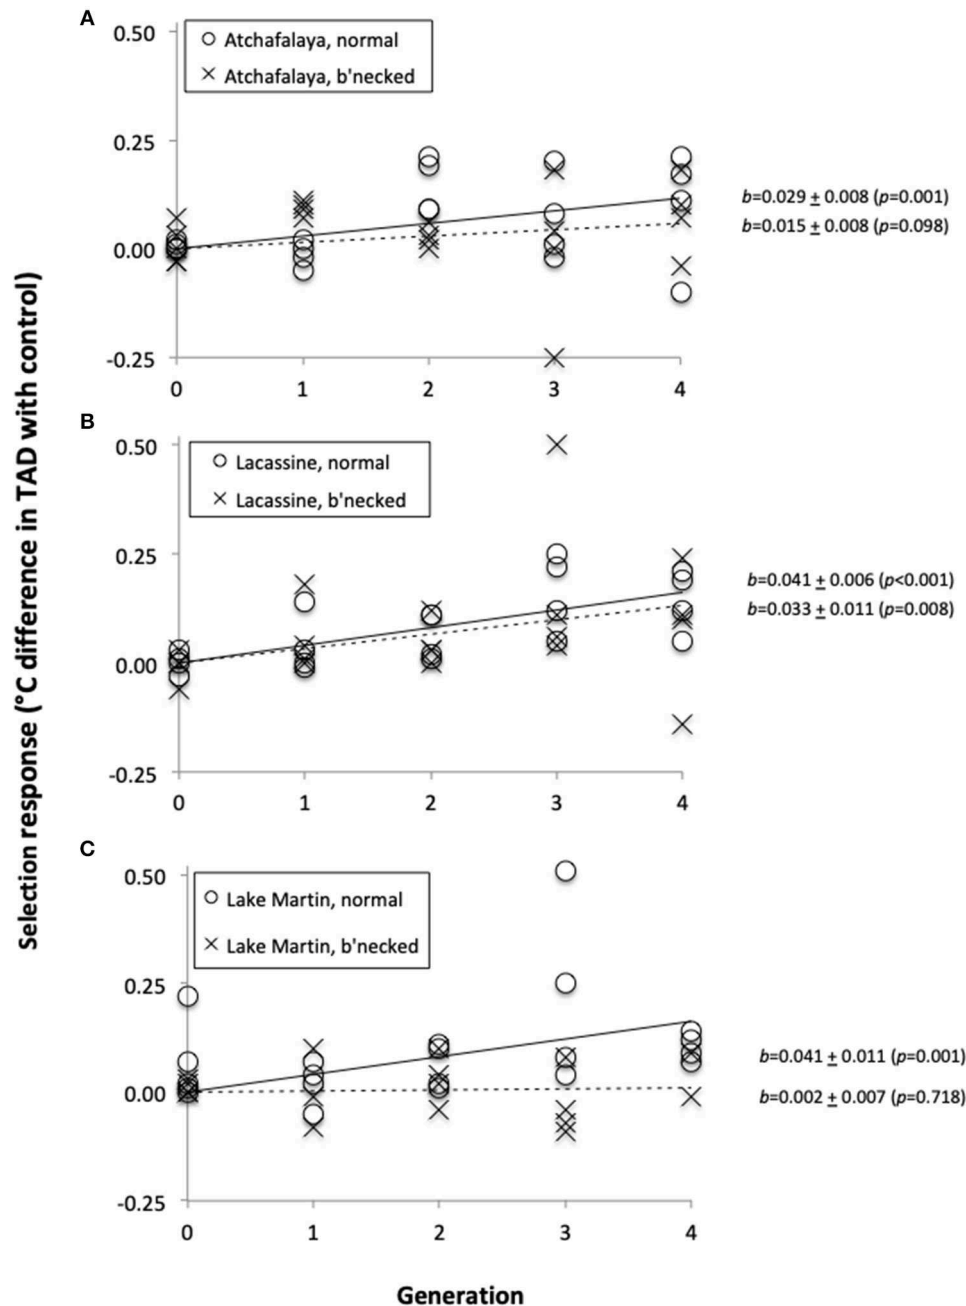 A
0.50
Atchafalaya, normal
Atchafalaya, b'necked
0.25
b=0.029 ± 0.008 (p=0.001)
b=0.015 ± 0.008 (p=0.098)
0.00
-0.25
0 1 2 3 4
B
0.50
Lacassine, normal
Lacassine, b'necked
0.25
b=0.041 ± 0.006 (p<0.001)
b=0.033 ± 0.011 (p=0.008)
0.00
-0.25
0 1 2 3 4
C
0.50
Lake Martin, normal
Lake Martin, b'necked
0.25
b=0.041 ± 0.011 (p=0.001)
b=0.002 ± 0.007 (p=0.718)
0.00
-0.25
0 1 2 3 4
Selection response (°C difference in TAD with control)
Generation